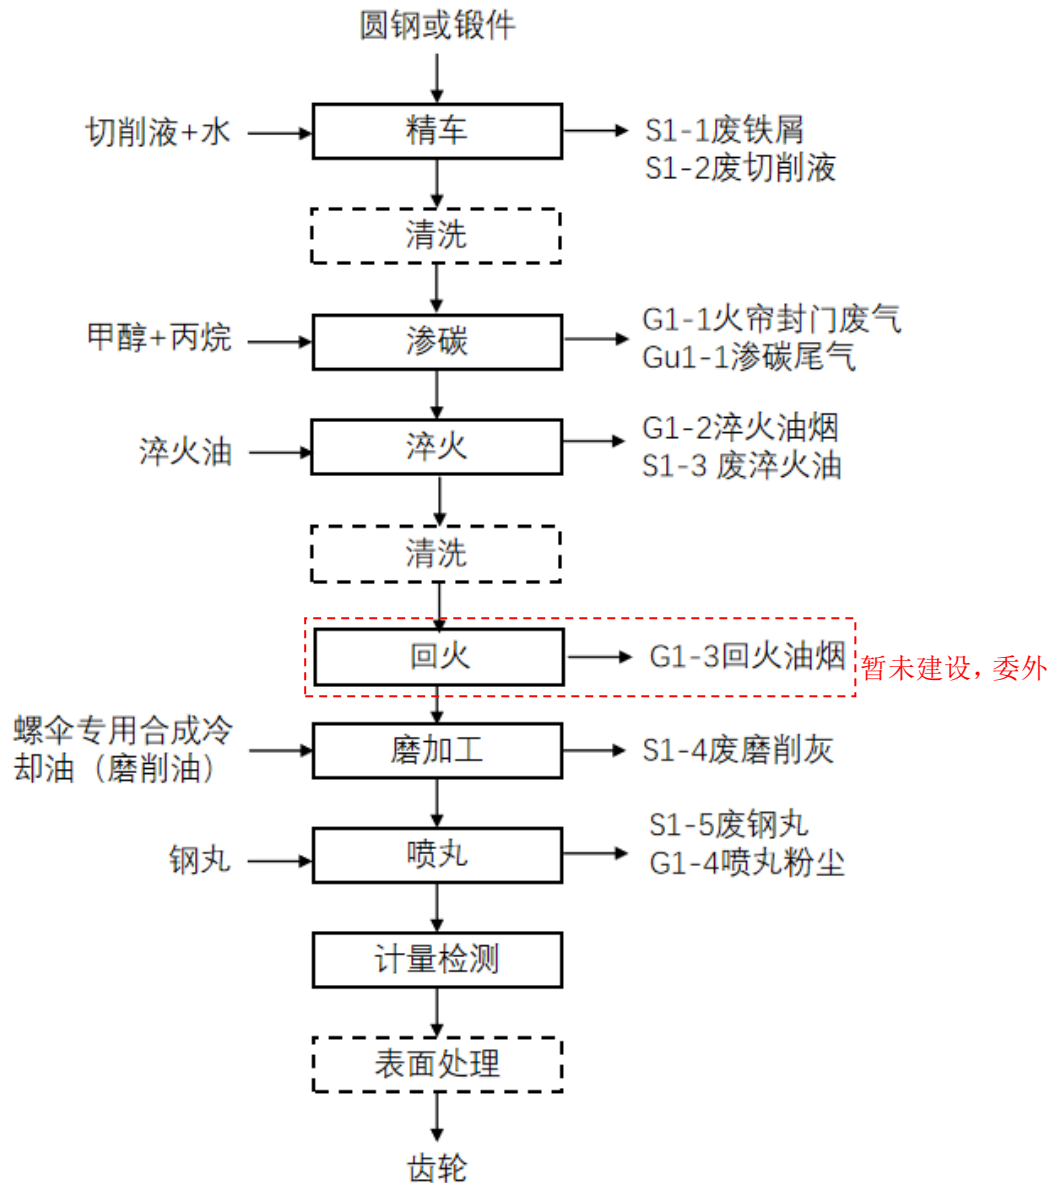 圆钢或锻件
切削液+水
精车
S1-1废铁屑
S1-2废切削液
清洗
甲醇+丙烷
渗碳
G1-1火帘封门废气
Gu1-1渗碳尾气
淬火油
淬火
G1-2淬火油烟
S1-3 废淬火油
清洗
回火
G1-3回火油烟
暂未建设，委外
螺伞专用合成冷
却油（磨削油）
磨加工
S1-4废磨削灰
钢丸
喷丸
S1-5废钢丸
G1-4喷丸粉尘
计量检测
表面处理
齿轮